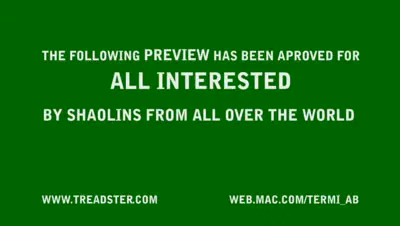 THE FOLLOWING PREVIEW HAS BEEN APROVED FOR
ALL INTERESTED
BY SHAOLINS FROM ALL OVER THE WORLD
WWW.TREADSTER.COM WEB.MAC.COM/TERMI_AB